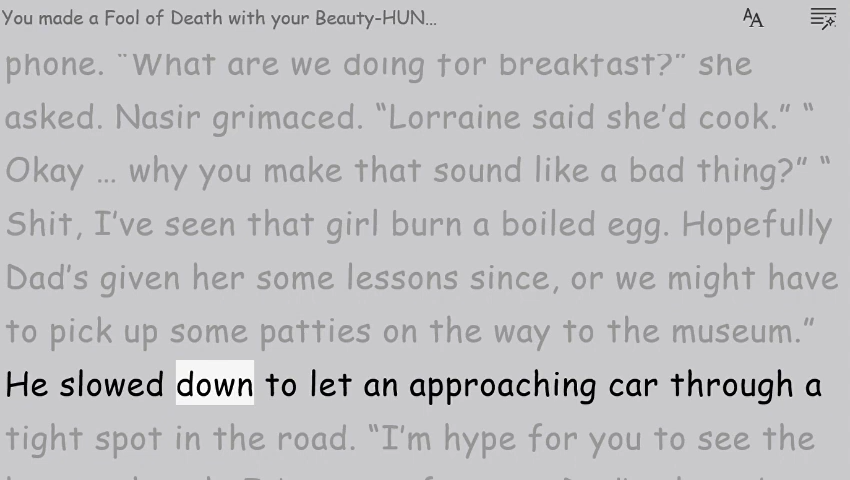 You made a Fool of Death with your Beauty-HUN...
phone. “What are we doing for breakfast?” she
asked. Nasir grimaced. “Lorraine said she’d cook.” “
Okay … why you make that sound like a bad thing?” “
Shit, I’ve seen that girl burn a boiled egg. Hopefully
Dad’s given her some lessons since, or we might have
to pick up some patties on the way to the museum.”
He slowed down to let an approaching car through a
tight spot in the road. “I’m hype for you to see the